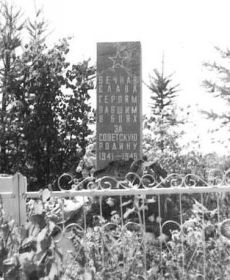 ВЕЧНАЯ
СЛАВА
ГЕРОЯМ
ПАВШИМ
В БОЯХ
ЗА
СОВЕТСКУЮ
РОДИНУ
1941-1945